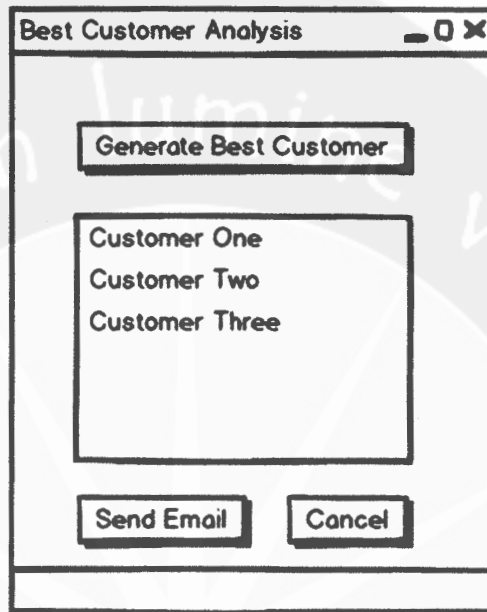 Best Customer Analysis
Generate Best Customer
Customer One
Customer Two
Customer Three
Send Email
Cancel